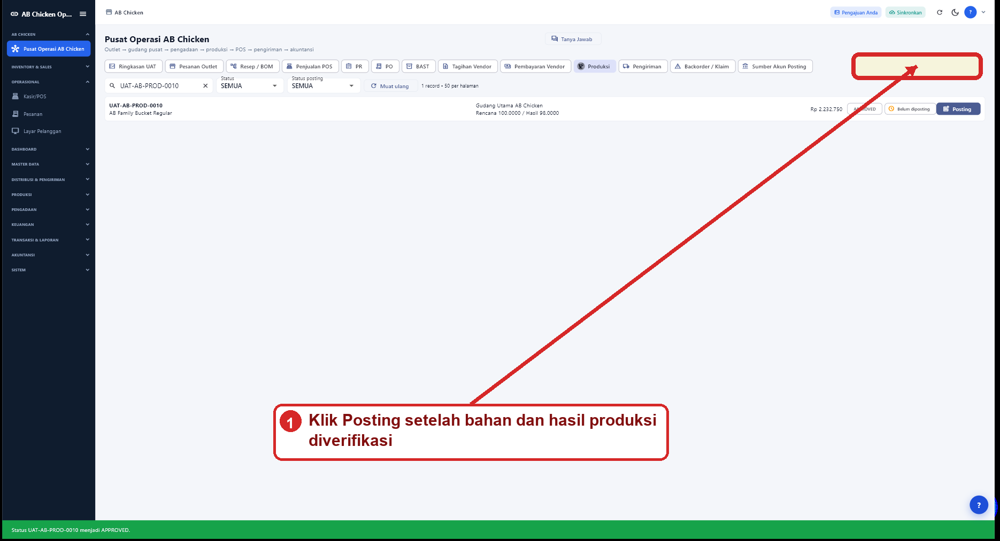 AB Chicken Op...
AB Chicken
Pengajuan Anda
Sinkronkan
?
AB CHICKEN
Pusat Operasi AB Chicken
INVENTORY & SALES
OPERASIONAL
Kasir/POS
Pesanan
Layar Pelanggan
DASHBOARD
MASTER DATA
DISTRIBUSI & PENGIRIMAN
PRODUKSI
PENGADAAN
KEUANGAN
TRANSAKSI & LAPORAN
AKUNTANSI
SISTEM
Pusat Operasi AB Chicken
Outlet → gudang pusat → pengadaan → produksi → POS → pengiriman → akuntansi
Tanya Jawab
Ringkasan UAT
Pesanan Outlet
Resep / BOM
Penjualan POS
PR
PO
BAST
Tagihan Vendor
Pembayaran Vendor
Produksi
Pengiriman
Backorder / Klaim
Sumber Akun Posting
UAT-AB-PROD-0010
Status
SEMUA
Status posting
SEMUA
Muat ulang
1 record • 50 per halaman
UAT-AB-PROD-0010
AB Family Bucket Regular
Gudang Utama AB Chicken
Rencana 100.0000 / Hasil 98.0000
Rp 2.232.750
Belum diposting
Posting
1
Klik Posting setelah bahan dan hasil produksi
diverifikasi
?
Status UAT-AB-PROD-0010 menjadi APPROVED.